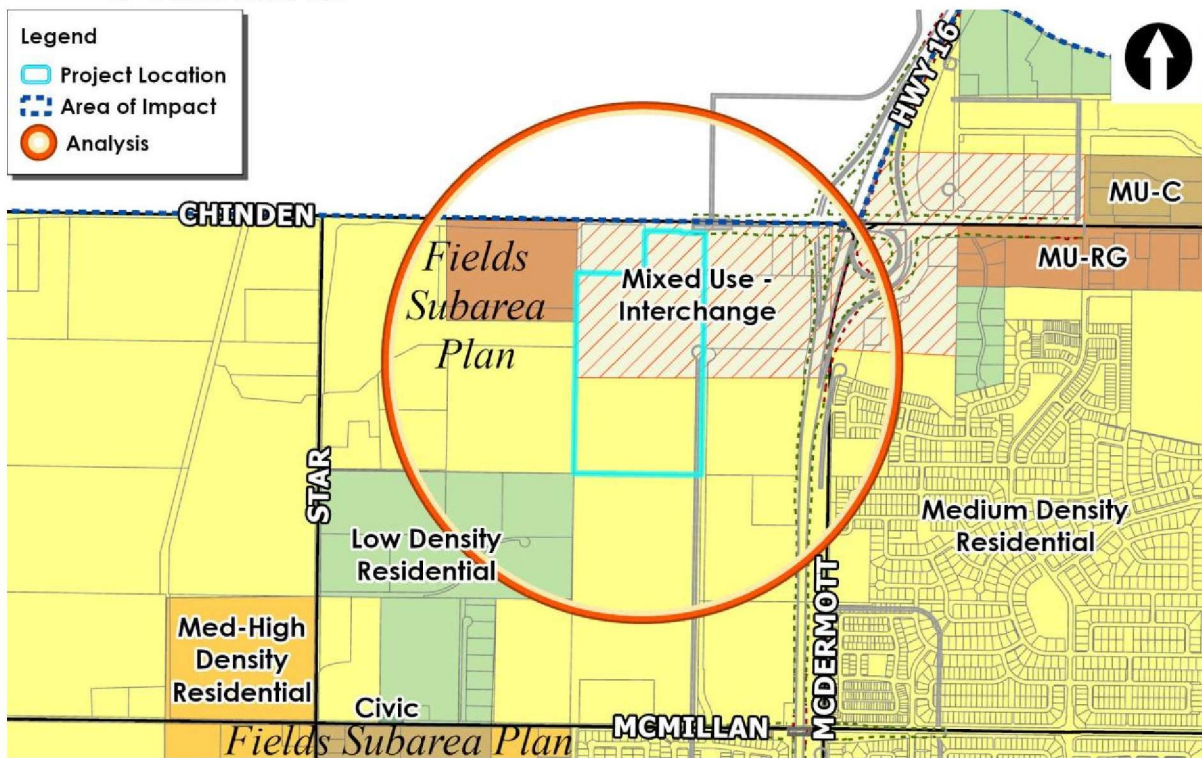 Legend
Project Location
Area of Impact
Analysis
HWY 16
CHINDEN
MU-C
Fields
Subarea
Plan
Mixed Use -
Interchange
MU-RG
STAR
Low Density
Residential
Medium Density
Residential
Med-High
Density
Residential
MCDERMOTT
Civic
MCMILLAN
Fields Subarea Plan